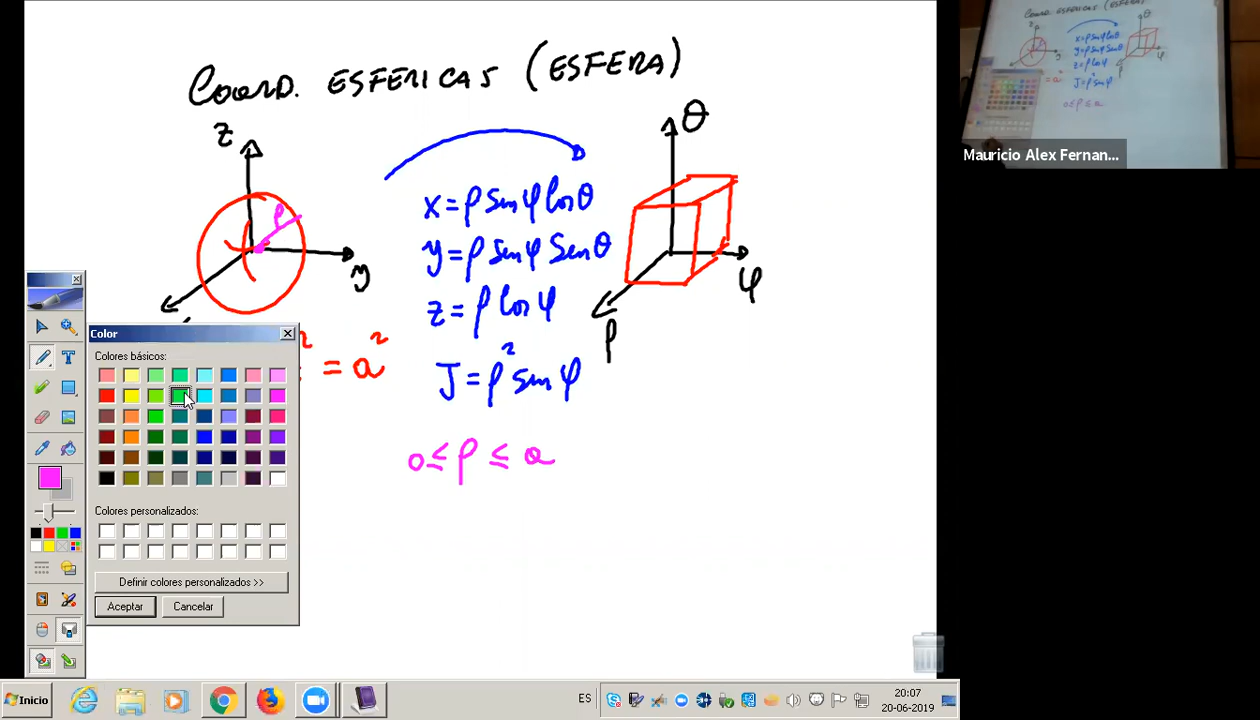 COORD. ESFERICAS (ESFERA)
z
θ
ρ
y
x = ρ sen φ cos θ
y = ρ sen φ sen θ
z = ρ cos φ
J = ρ² sen φ
φ
ρ
² = a²
0 ≤ ρ ≤ a
Color
Colores básicos:
Colores personalizados:
Definir colores personalizados >>
Aceptar
Cancelar
Mauricio Alex Fernan...
Inicio
ES
20:07
20-06-2019